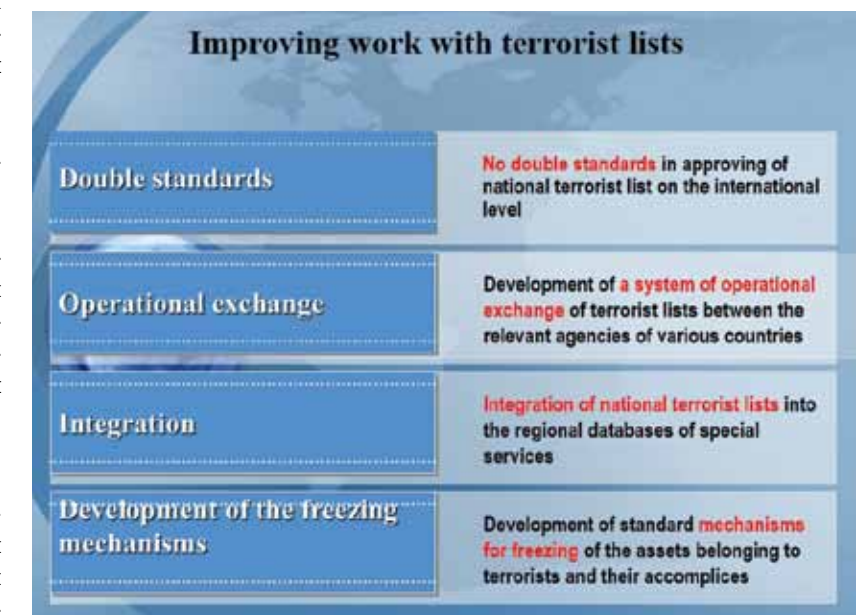 Improving work with terrorist lists
Double standards
No double standards in approving of
national terrorist list on the international
level
Operational exchange
Development of a system of operational
exchange of terrorist lists between the
relevant agencies of various countries
Integration
Integration of national terrorist lists into
the regional databases of special
services
Development of the freezing
mechanisms
Development of standard mechanisms
for freezing of the assets belonging to
terrorists and their accomplices